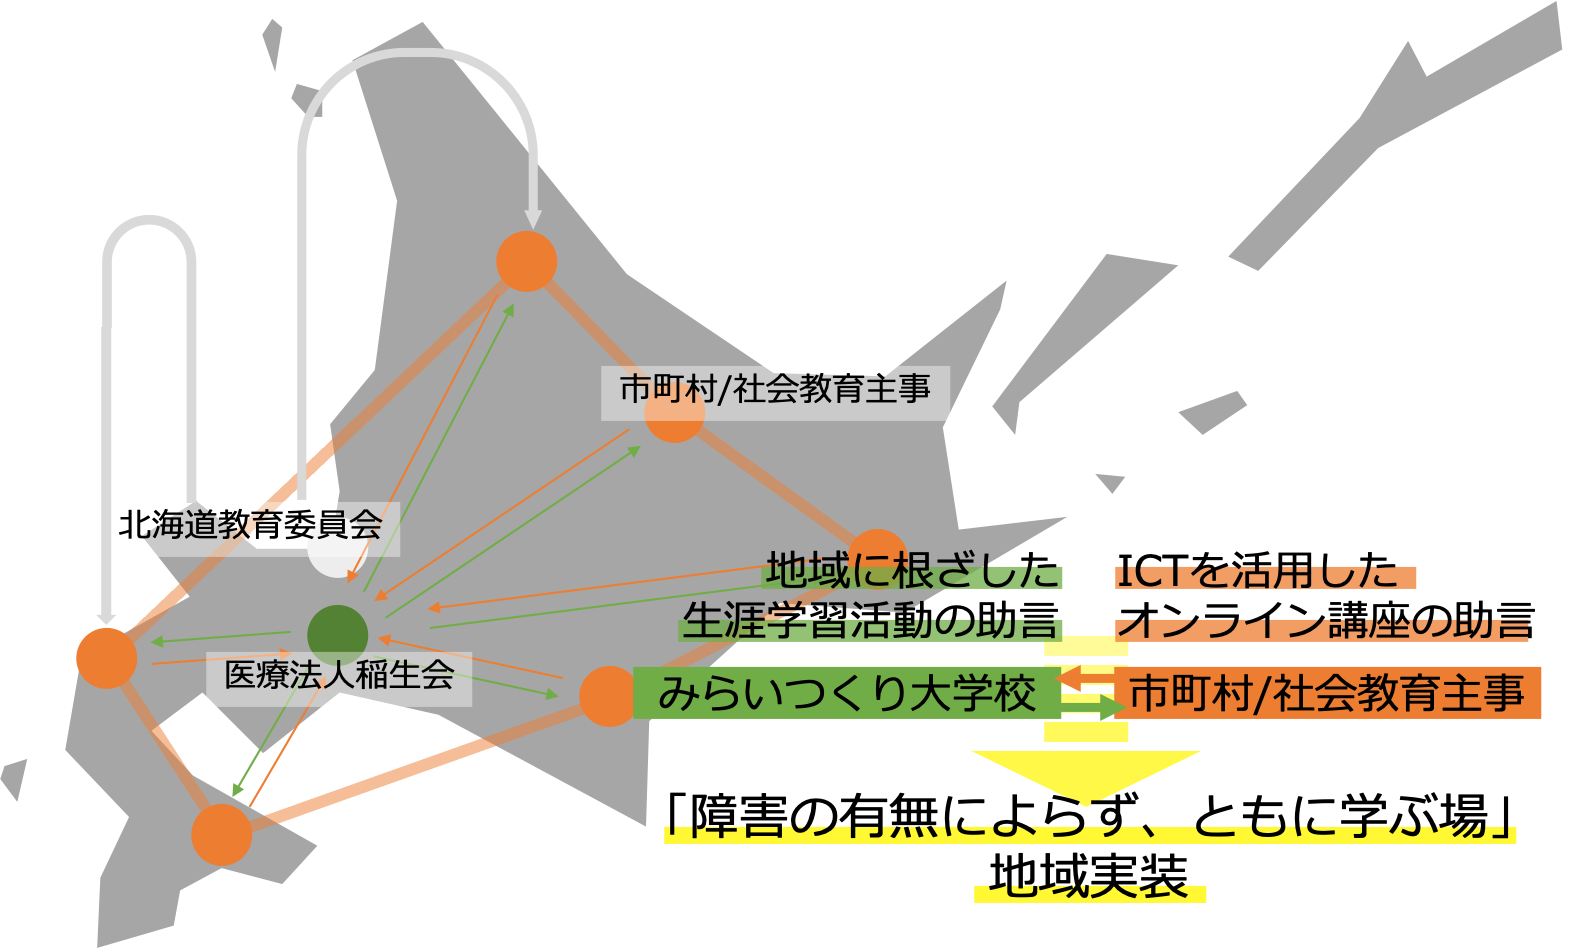 市町村/社会教育主事
北海道教育委員会
医療法人稲生会
地域に根ざした
生涯学習活動の助言
ICTを活用した
オンライン講座の助言
みらいつくり大学校
市町村/社会教育主事
「障害の有無によらず、ともに学ぶ場」
地域実装